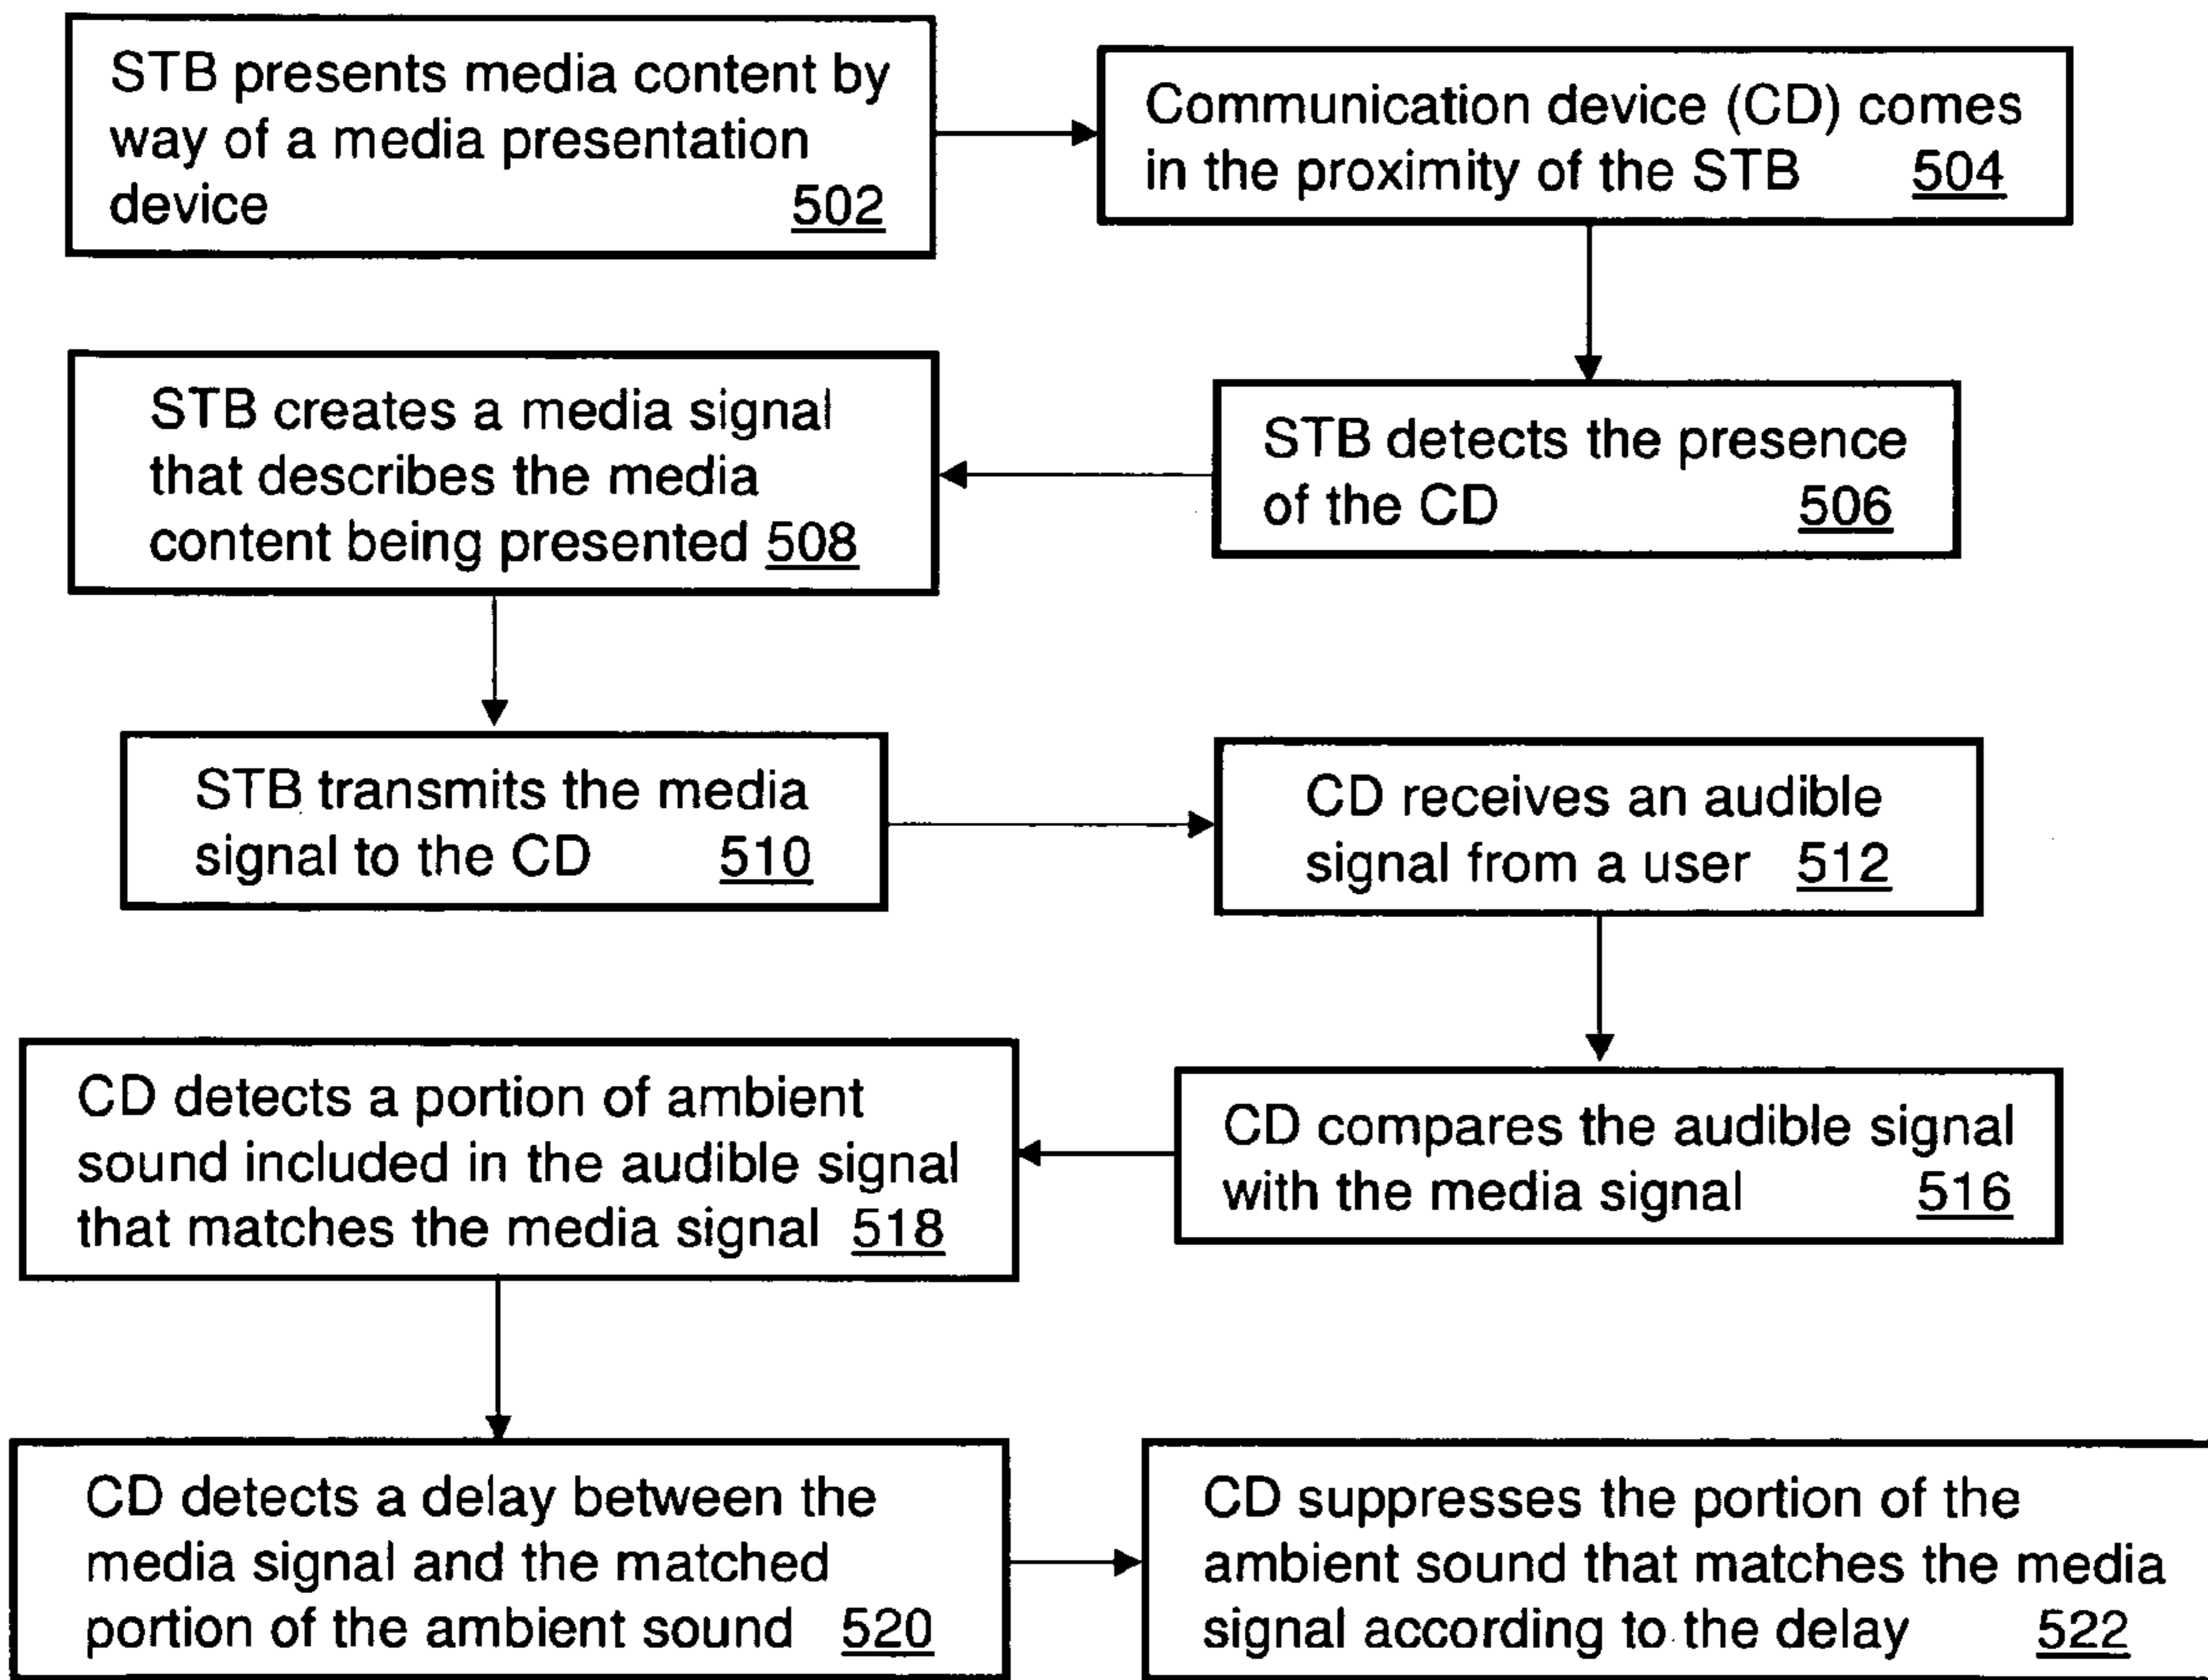 STB presents media content by
way of a media presentation
device 502
Communication device (CD) comes
in the proximity of the STB 504
STB detects the presence
of the CD 506
STB creates a media signal
that describes the media
content being presented 508
STB transmits the media
signal to the CD 510
CD receives an audible
signal from a user 512
CD compares the audible signal
with the media signal 516
CD detects a portion of ambient
sound included in the audible signal
that matches the media signal 518
CD detects a delay between the
media signal and the matched
portion of the ambient sound 520
CD suppresses the portion of the
ambient sound that matches the media
signal according to the delay 522